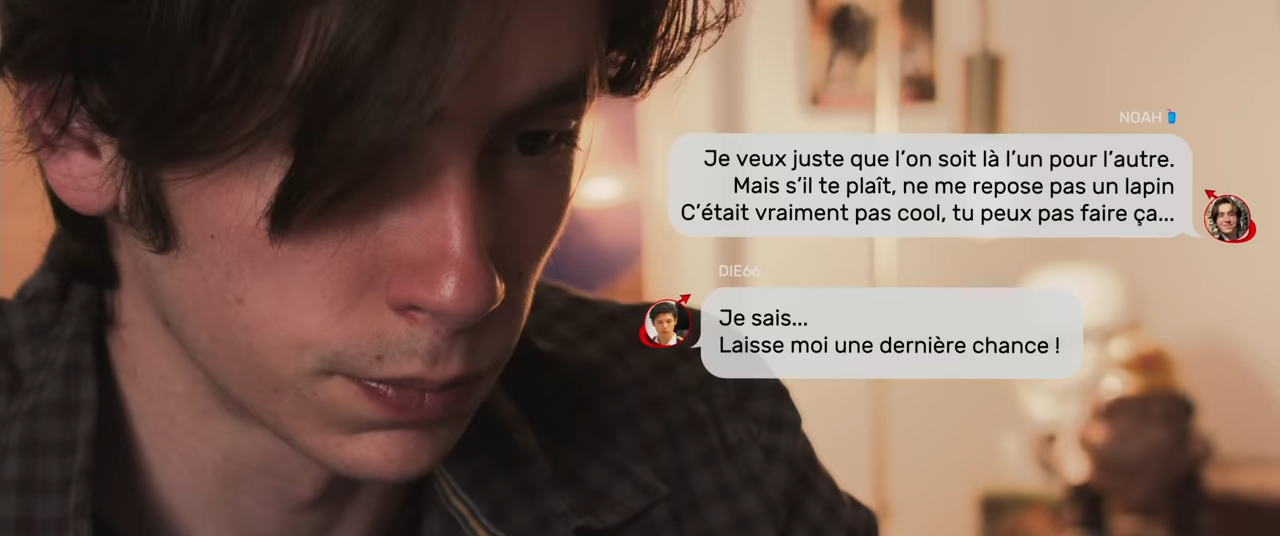 NOAH 🥤
Je veux juste que l'on soit là l'un pour l'autre.
Mais s'il te plaît, ne me repose pas un lapin
C'était vraiment pas cool, tu peux pas faire ça...
DIE66
Je sais...
Laisse moi une dernière chance !